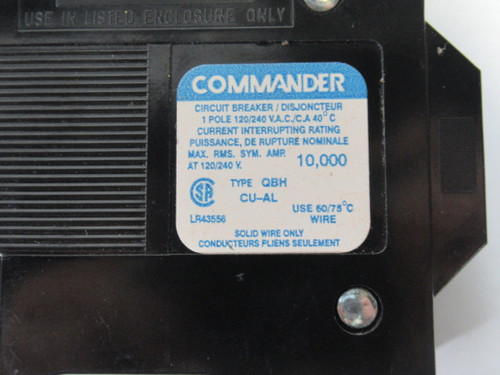 USE IN LISTED ENCLOSURE ONLY
COMMANDER
CIRCUIT BREAKER / DISJONCTEUR
1 POLE 120/240 V.A.C./C.A 40°C
CURRENT INTERRUPTING RATING
PUISSANCE, DE RUPTURE NOMINALE
MAX. RMS. SYM. AMP. 10,000
AT 120/240 V.
TYPE QBH
CU-AL
SA
LR43556
USE 60/75°C
WIRE
SOLID WIRE ONLY
CONDUCTEURS FLIENS SEULEMENT